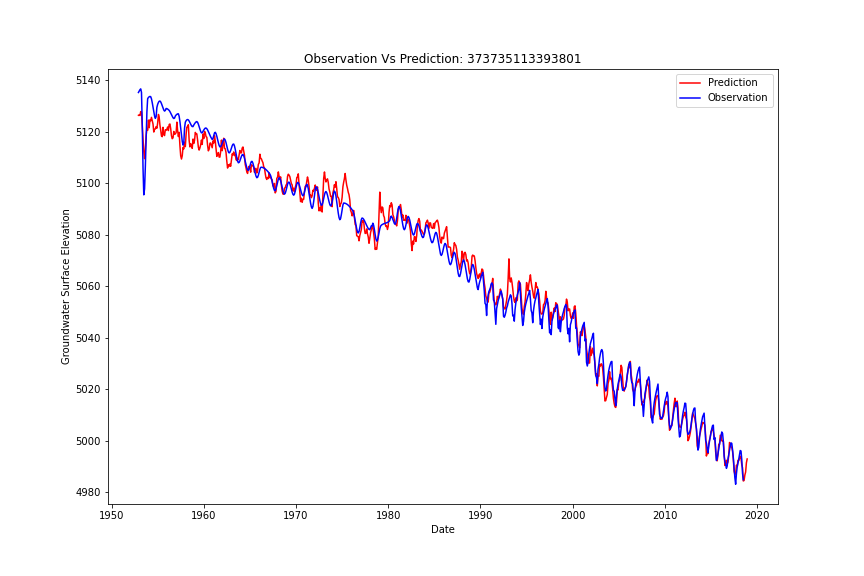 Observation Vs Prediction: 373735113393801
Prediction
Observation
Groundwater Surface Elevation
5140
5120
5100
5080
5060
5040
5020
5000
4980
1950 1960 1970 1980 1990 2000 2010 2020
Date